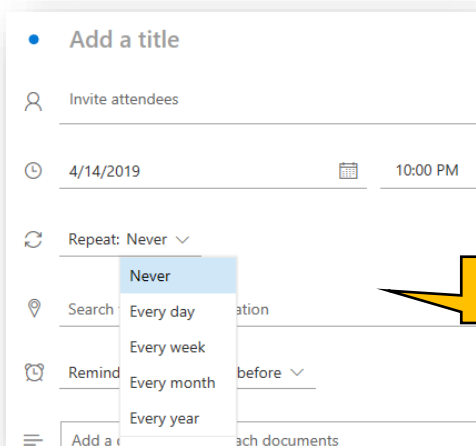 Add a title
Invite attendees
4/14/2019 10:00 PM
Repeat: Never
Never
Search ation
Every day
Every week
Remind before
Every month
Every year
Add a ach documents